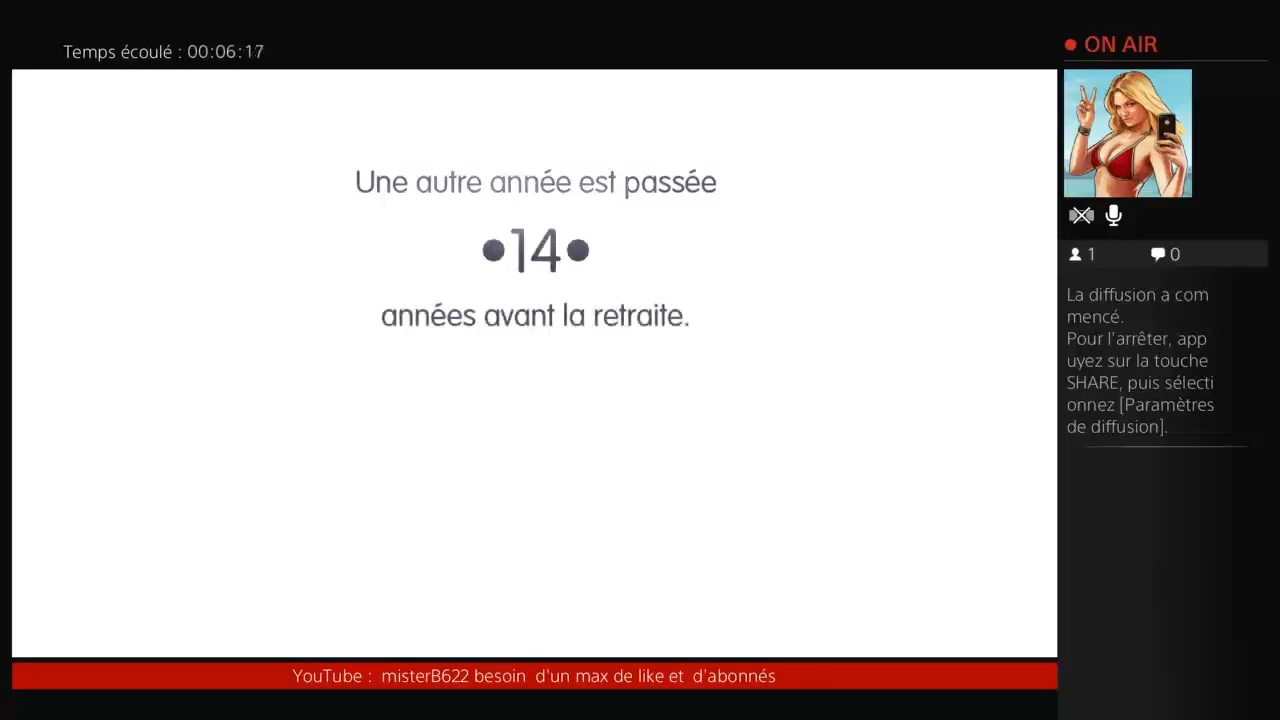 Temps écoulé : 00:06:17
ON AIR
Une autre année est passée
•14•
années avant la retraite.
1 0
La diffusion a com
mencé.
Pour l'arrêter, app
uyez sur la touche
SHARE, puis sélecti
onnez [Paramètres
de diffusion].
YouTube : misterB622 besoin d'un max de like et d'abonnés